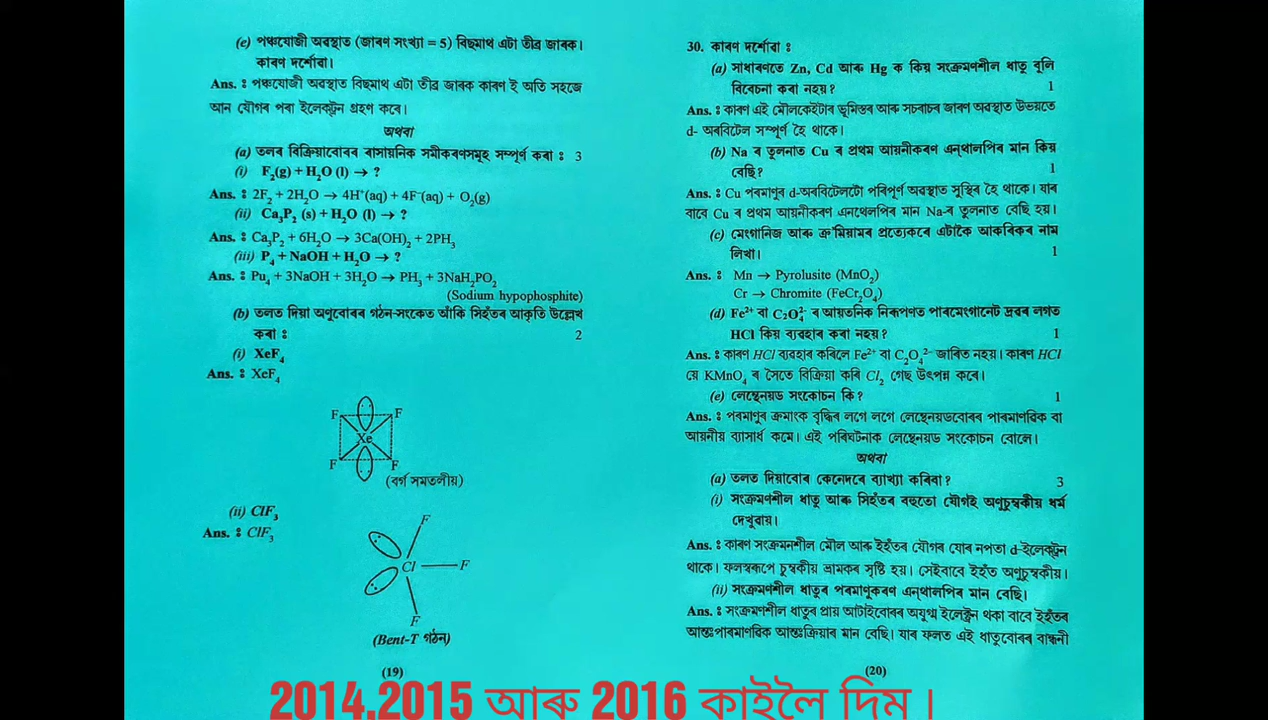 (c) পঞ্চযোজী অবস্থাত (জাৰণ সংখ্যা = 5) বিছমাথ এটা তীব্ৰ জাৰক।
কাৰণ দৰ্শোৱা।
Ans. : পঞ্চযোজী অবস্থাত বিছমাথ এটা তীব্ৰ জাৰক কাৰণ ই অতি সহজে
আন যৌগৰ পৰা ইলেকট্ৰন গ্ৰহণ কৰে।
অথবা
(a) তলৰ বিক্ৰিয়াবোৰৰ ৰাসায়নিক সমীকৰণসমূহ সম্পূৰ্ণ কৰা : 3
(i) F₂(g) + H₂O (l) → ?
Ans. : 2F₂ + 2H₂O → 4H⁺(aq) + 4F⁻(aq) + O₂(g)
(ii) Ca₃P₂ (s) + H₂O (l) → ?
Ans. : Ca₃P₂ + 6H₂O → 3Ca(OH)₂ + 2PH₃
(iii) P₄ + NaOH + H₂O → ?
Ans. : Pu₄ + 3NaOH + 3H₂O → PH₃ + 3NaH₂PO₂
(Sodium hypophosphite)
(b) তলত দিয়া অণুবোৰৰ গঠন-সংকেত আঁকি সিহঁতৰ আকৃতি উল্লেখ
কৰা : 2
(i) XeF₄
Ans. : XeF₄
F F
Xe
F F
(বৰ্গ সমতলীয়)
(ii) ClF₃
Ans. : ClF₃
F
Cl F
F
(Bent-T গঠন)
(19)
30. কাৰণ দৰ্শোৱা :
(a) সাধাৰণতে Zn, Cd আৰু Hg ক কিয় সংক্ৰমণশীল ধাতু বুলি
বিবেচনা কৰা নহয় ? 1
Ans. : কাৰণ এই মৌলকেইটাৰ ভূমিস্তৰ আৰু সচৰাচৰ জাৰণ অৱস্থাত উভয়তে
d- অৰবিটেল সম্পূৰ্ণ হৈ থাকে।
(b) Na ৰ তুলনাত Cu ৰ প্ৰথম আয়নীকৰণ এন্থালপিৰ মান কিয়
বেছি? 1
Ans. : Cu পৰমাণুৰ d-অৰবিটেলটো পৰিপূৰ্ণ অৱস্থাত সুস্থিৰ হৈ থাকে। যাৰ
বাবে Cu ৰ প্ৰথম আয়নীকৰণ এনথেলপিৰ মান Na-ৰ তুলনাত বেছি হয়।
(c) মেংগানিজ আৰু ক্ৰ'মিয়ামৰ প্ৰত্যেকৰে এটাকৈ আকৰিকৰ নাম
লিখা। 1
Ans. : Mn → Pyrolusite (MnO₂)
Cr → Chromite (FeCr₂O₄)
(d) Fe²⁺ বা C₂O₄²⁻ ৰ আয়তনিক নিৰূপণত পাৰমেংগানেট দ্ৰৱৰ লগত
HCl কিয় ব্যৱহাৰ কৰা নহয়? 1
Ans. : কাৰণ HCl ব্যৱহাৰ কৰিলে Fe²⁺ বা C₂O₄²⁻ জাৰিত নহয়। কাৰণ HCl
য়ে KMnO₄ ৰ সৈতে বিক্ৰিয়া কৰি Cl₂ গেছ উৎপন্ন কৰে।
(e) লেন্থেনয়ড সংকোচন কি? 1
Ans. : পৰমাণুৰ ক্ৰমাংক বৃদ্ধিৰ লগে লগে লেন্থেনয়ডবোৰৰ পাৰমাণৱিক বা
আয়নীয় ব্যাসাৰ্ধ কমে। এই পৰিঘটনাক লেন্থেনয়ড সংকোচন বোলে।
অথবা
(a) তলত দিয়াবোৰ কেনেদৰে ব্যাখ্যা কৰিবা? 3
(i) সংক্ৰমণশীল ধাতু আৰু সিহঁতৰ বহুতো যৌগই অণুচুম্বকীয় ধৰ্ম
দেখুৱায়।
Ans. : কাৰণ সংক্ৰমনশীল মৌল আৰু ইহঁতৰ যৌগৰ যোৰ নপতা d-ইলেকট্ৰন
থাকে। ফলস্বৰূপে চুম্বকীয় ভ্ৰামকৰ সৃষ্টি হয়। সেইবাবে ইহঁত অণুচুম্বকীয়।
(ii) সংক্ৰমণশীল ধাতুৰ পৰমাণুকৰণ এন্থালপিৰ মান বেছি।
Ans. : সংক্ৰমণশীল ধাতুৰ প্ৰায় আটাইবোৰৰ অযুগ্ম ইলেক্ট্ৰন থকা বাবে ইহঁতৰ
আন্তঃপাৰমাণৱিক আন্তঃক্ৰিয়াৰ মান বেছি। যাৰ ফলত এই ধাতুবোৰৰ বান্ধনী
(20)
2014,2015 আৰু 2016 কাইলৈ দিম।